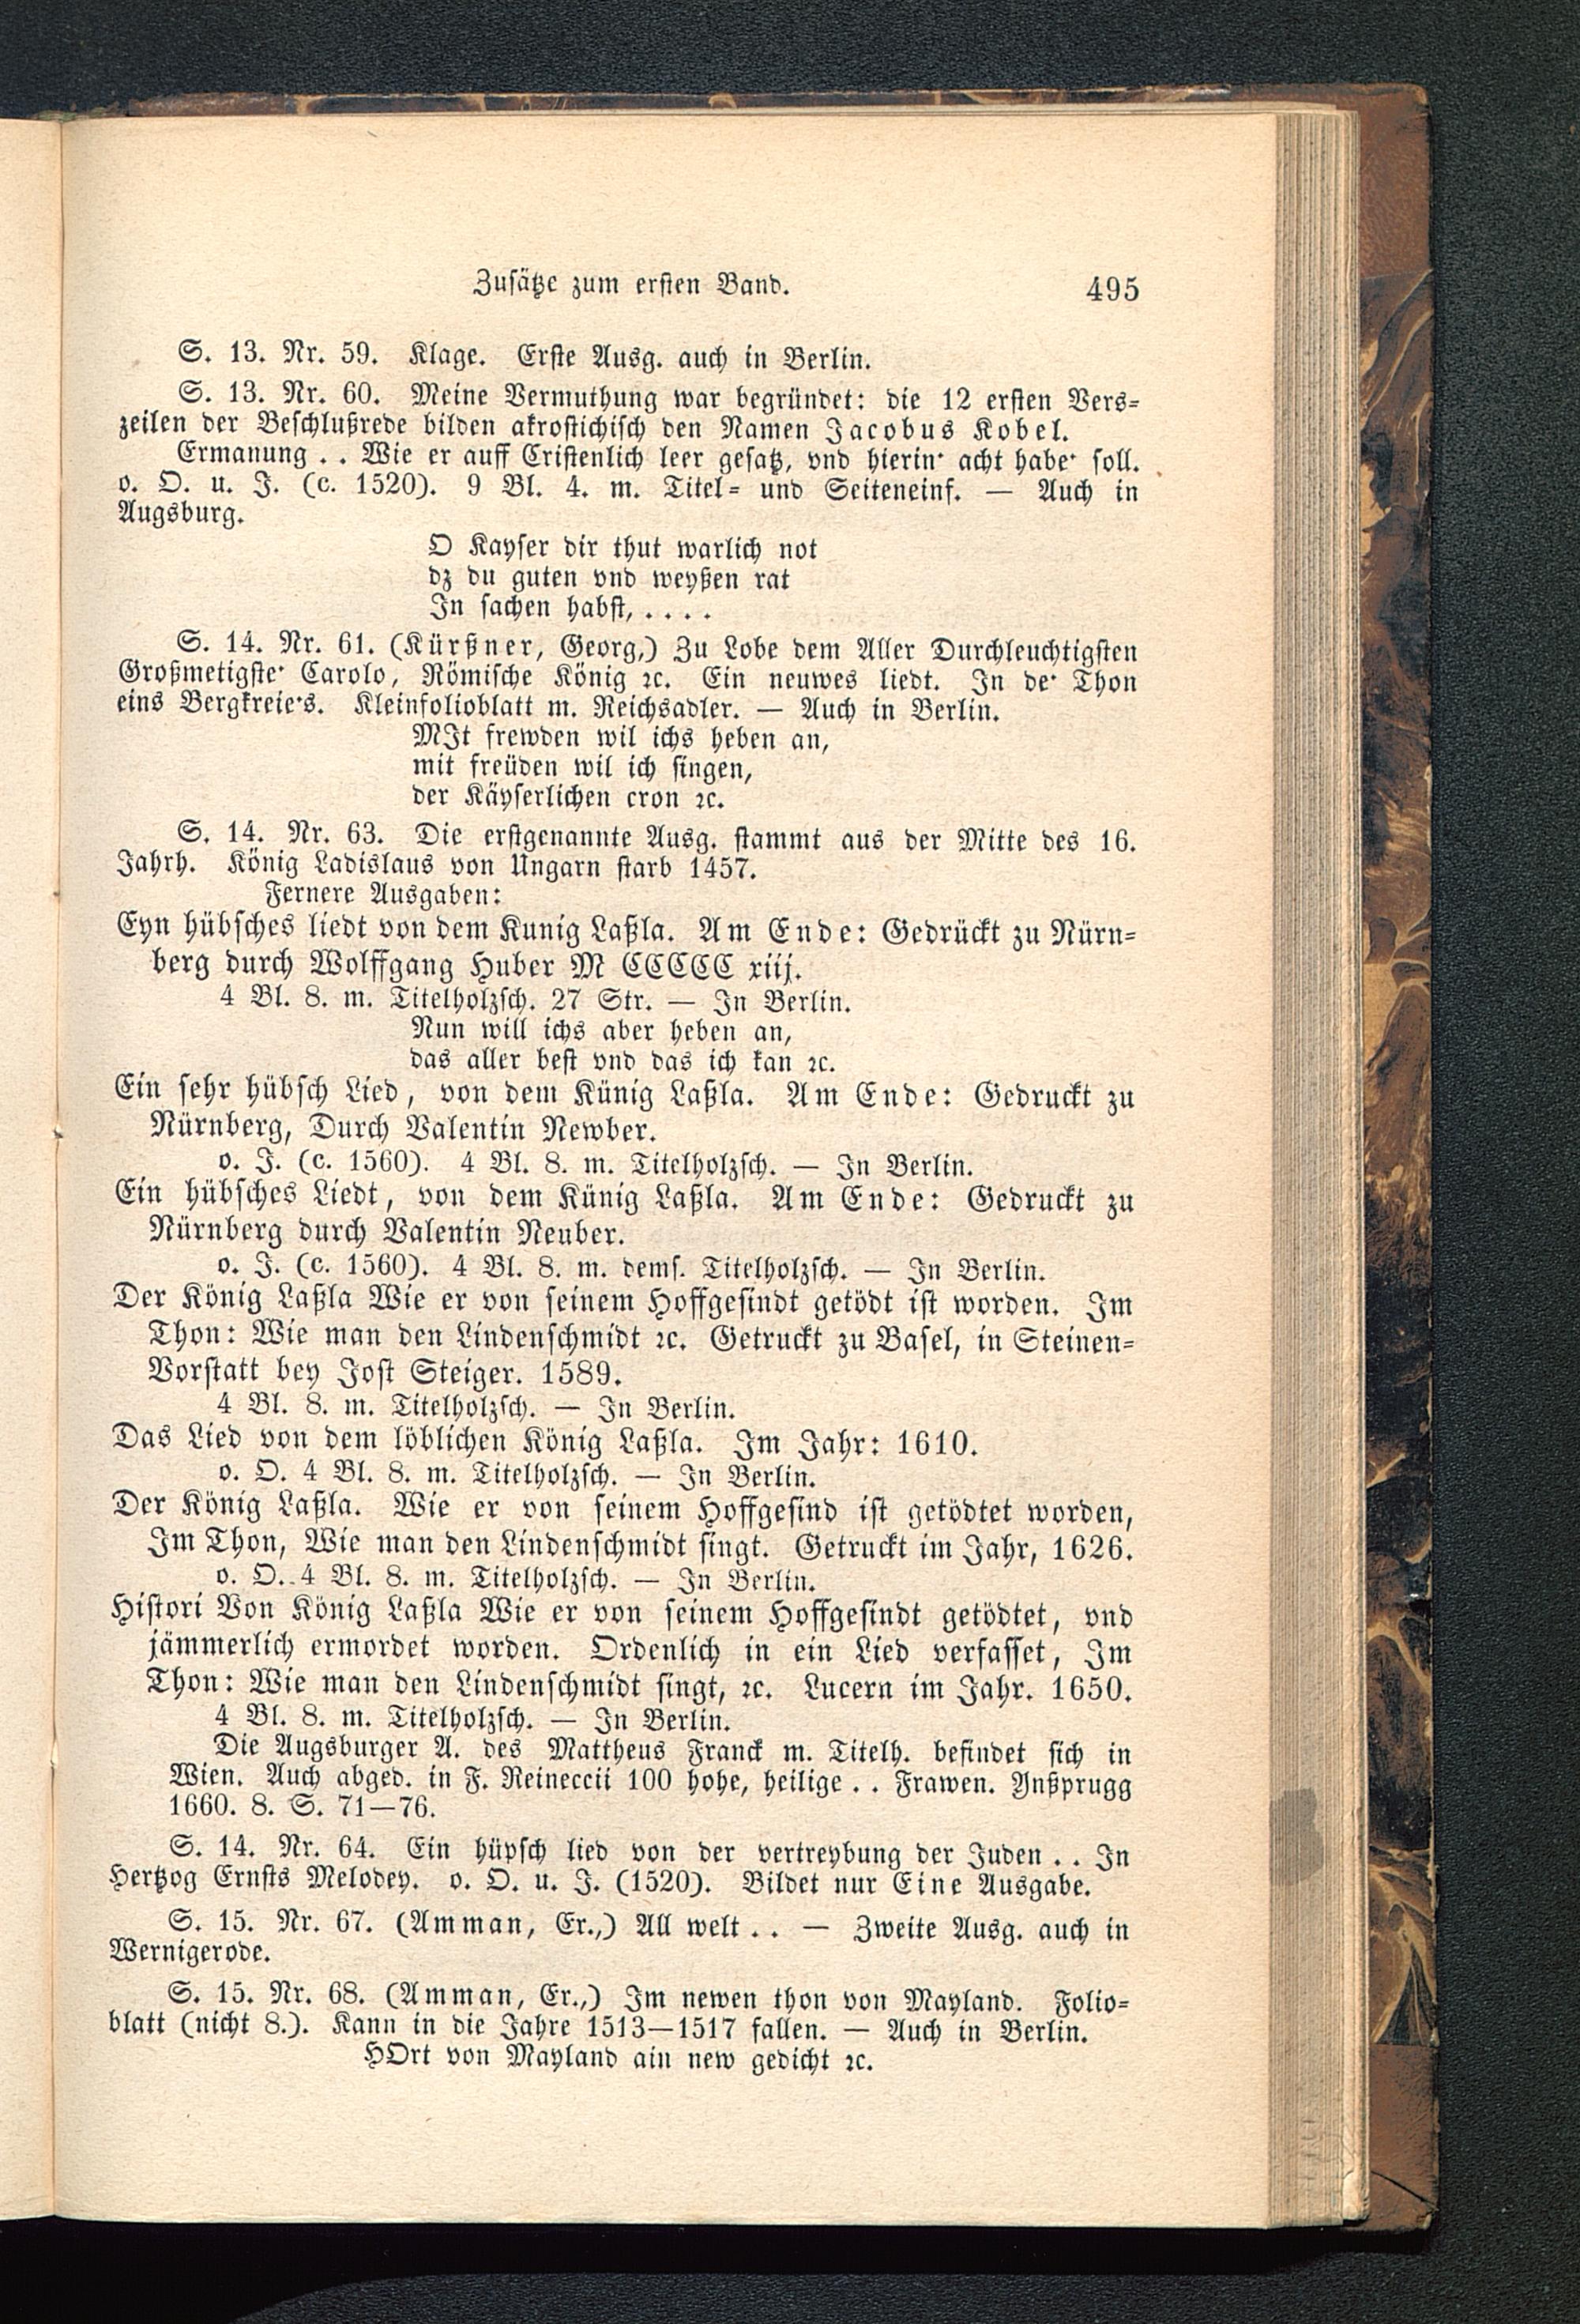 Zusätze zum ersten Band. 495
S. 13. Nr. 59. Klage. Erste Ausg. auch in Berlin.
S. 13. Nr. 60. Meine Vermuthung war begründet: die 12 ersten Vers-
zeilen der Beschlußrede bilden akrostichisch den Namen Jacobus Kobel.
Ermanung . . Wie er auff Cristenlich leer gesatz, vnd hierin· acht habe· soll.
o. O. u. J. (c. 1520). 9 Bl. 4. m. Titel- und Seiteneinf. — Auch in
Augsburg.
O Kayser dir thut warlich not
dz du guten vnd weyßen rat
In sachen habst, . . . .
S. 14. Nr. 61. (Kürßner, Georg,) Zu Lobe dem Aller Durchleuchtigsten
Großmetigste· Carolo, Römische König ꝛc. Ein neuwes liedt. In de· Thon
eins Bergkreie·s. Kleinfolioblatt m. Reichsadler. — Auch in Berlin.
MIt frewden wil ichs heben an,
mit freüden wil ich singen,
der Käyserlichen cron ꝛc.
S. 14. Nr. 63. Die erstgenannte Ausg. stammt aus der Mitte des 16.
Jahrh. König Ladislaus von Ungarn starb 1457.
Fernere Ausgaben:
Eyn hübsches liedt von dem Kunig Laßla. Am Ende: Gedrückt zu Nürn-
berg durch Wolffgang Huber M CCCCC xiij.
4 Bl. 8. m. Titelholzsch. 27 Str. — In Berlin.
Nun will ichs aber heben an,
das aller best vnd das ich kan ꝛc.
Ein sehr hübsch Lied, von dem Künig Laßla. Am Ende: Gedruckt zu
Nürnberg, Durch Valentin Newber.
o. J. (c. 1560). 4 Bl. 8. m. Titelholzsch. — In Berlin.
Ein hübsches Liedt, von dem Künig Laßla. Am Ende: Gedruckt zu
Nürnberg durch Valentin Neuber.
o. J. (c. 1560). 4 Bl. 8. m. dems. Titelholzsch. — In Berlin.
Der König Laßla Wie er von seinem Hoffgesindt getödt ist worden. Im
Thon: Wie man den Lindenschmidt ꝛc. Getruckt zu Basel, in Steinen-
Vorstatt bey Jost Steiger. 1589.
4 Bl. 8. m. Titelholzsch. — In Berlin.
Das Lied von dem löblichen König Laßla. Im Jahr: 1610.
o. O. 4 Bl. 8. m. Titelholzsch. — In Berlin.
Der König Laßla. Wie er von seinem Hoffgesind ist getödtet worden,
Im Thon, Wie man den Lindenschmidt singt. Getruckt im Jahr, 1626.
o. O. 4 Bl. 8. m. Titelholzsch. — In Berlin.
Histori Von König Laßla Wie er von seinem Hoffgesindt getödtet, vnd
jämmerlich ermordet worden. Ordenlich in ein Lied verfasset, Im
Thon: Wie man den Lindenschmidt singt, ꝛc. Lucern im Jahr. 1650.
4 Bl. 8. m. Titelholzsch. — In Berlin.
Die Augsburger A. des Mattheus Franck m. Titelh. befindet sich in
Wien. Auch abged. in F. Reineccii 100 hohe, heilige . . Frawen. Ynßprugg
1660. 8. S. 71—76.
S. 14. Nr. 64. Ein hüpsch lied von der vertreybung der Juden . . In
Hertzog Ernsts Melodey. o. O. u. J. (1520). Bildet nur Eine Ausgabe.
S. 15. Nr. 67. (Amman, Er.,) All welt . . — Zweite Ausg. auch in
Wernigerode.
S. 15. Nr. 68. (Amman, Er.,) Im newen thon von Mayland. Folio-
blatt (nicht 8.). Kann in die Jahre 1513—1517 fallen. — Auch in Berlin.
HOrt von Mayland ain new gedicht ꝛc.